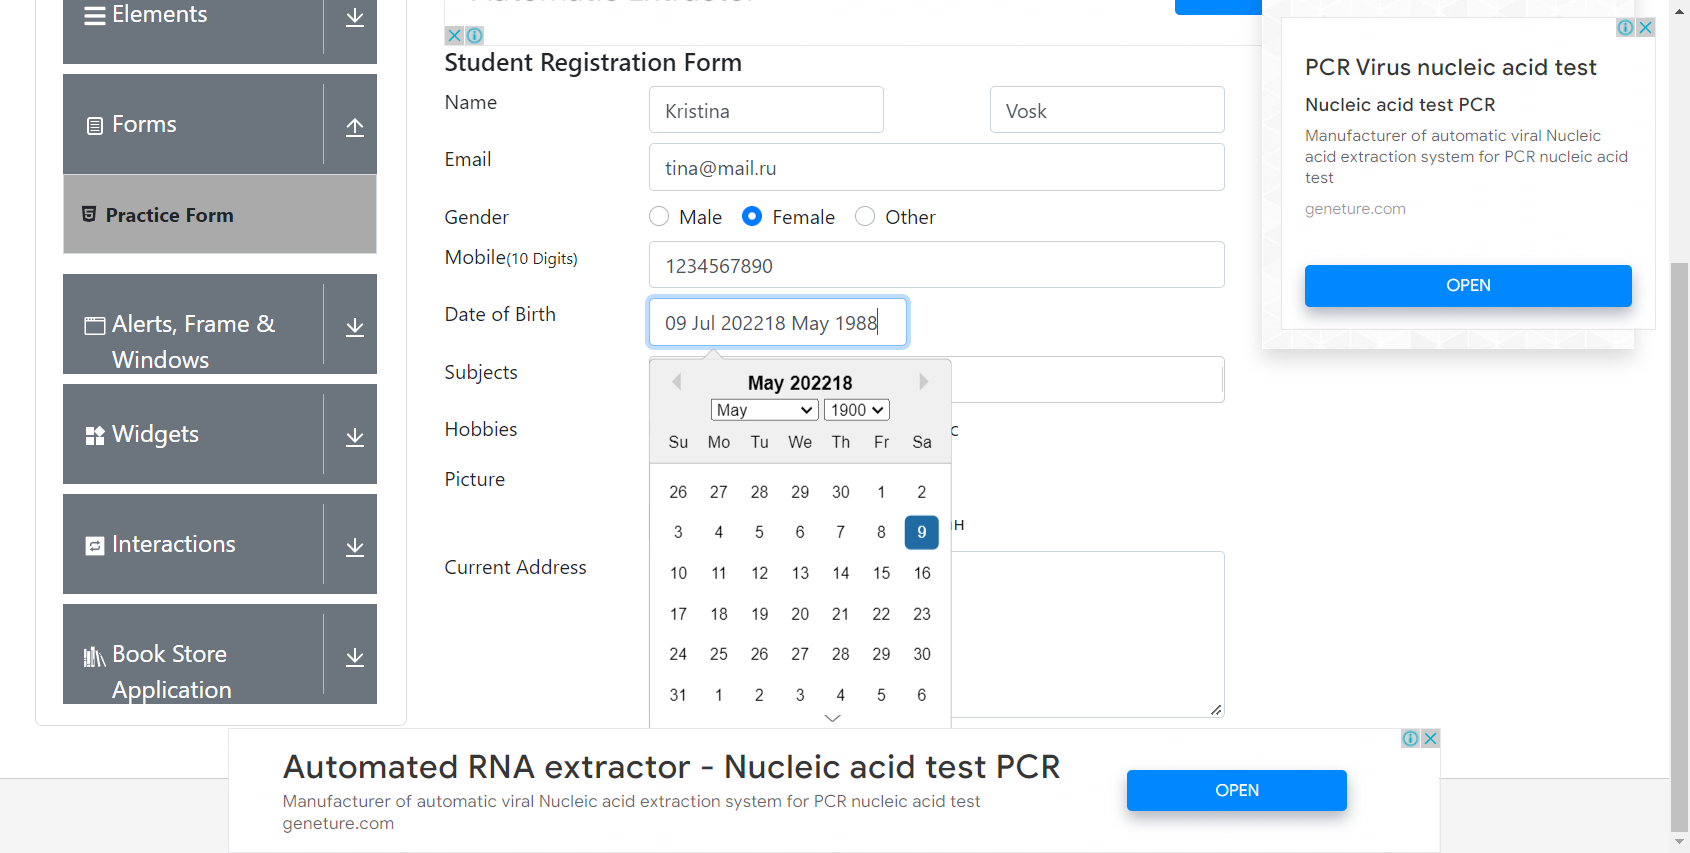 Elements
Forms
Practice Form
Alerts, Frame &
Windows
Widgets
Interactions
Book Store
Application
Student Registration Form
Name
Kristina
Vosk
Email
tina@mail.ru
Gender
Male
Female
Other
Mobile(10 Digits)
1234567890
Date of Birth
09 Jul 202218 May 1988
Subjects
Hobbies
Picture
Current Address
May 202218
May 1900
Su Mo Tu We Th Fr Sa
26 27 28 29 30 1 2
3 4 5 6 7 8 9
10 11 12 13 14 15 16
17 18 19 20 21 22 23
24 25 26 27 28 29 30
31 1 2 3 4 5 6
PCR Virus nucleic acid test
Nucleic acid test PCR
Manufacturer of automatic viral Nucleic
acid extraction system for PCR nucleic acid
test
geneture.com
OPEN
Automated RNA extractor - Nucleic acid test PCR
Manufacturer of automatic viral Nucleic acid extraction system for PCR nucleic acid test
geneture.com
OPEN